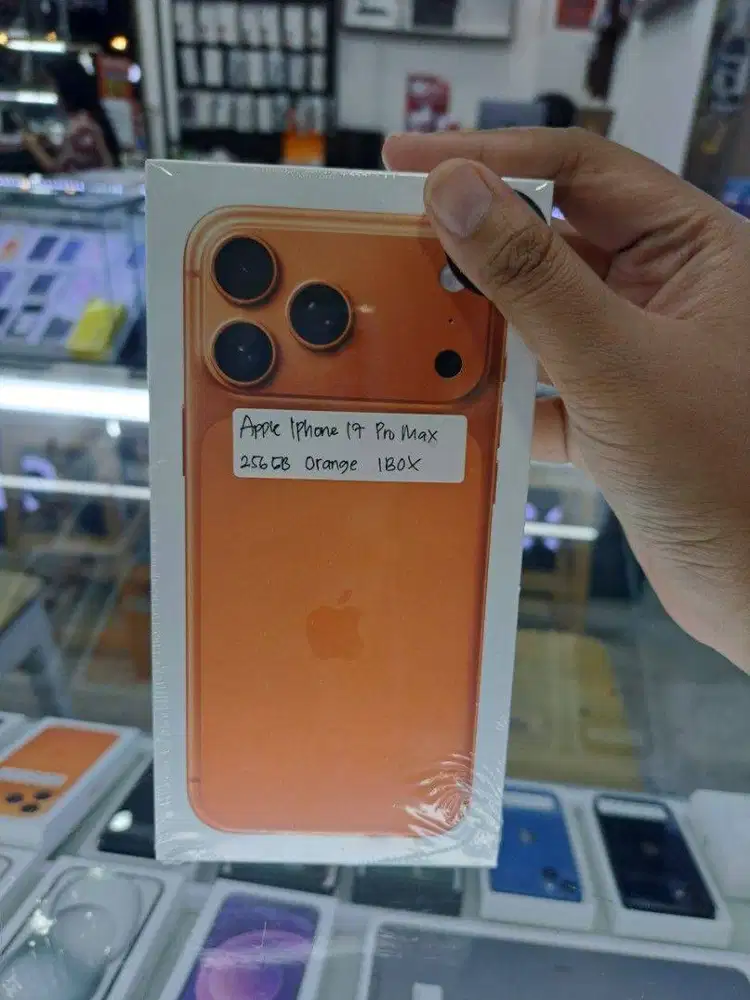 Apple Iphone 17 Pro Max
256GB Orange IBOX